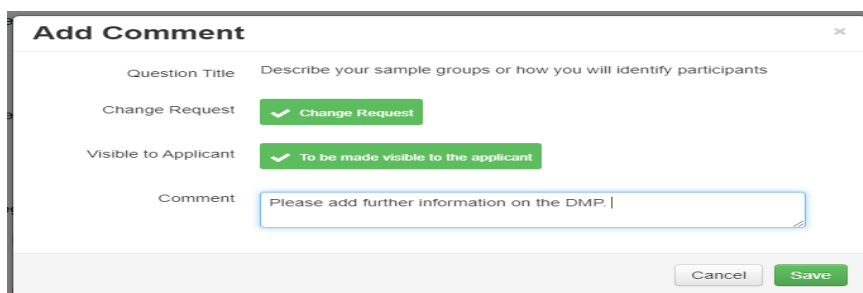 Add Comment
×
Question Title Describe your sample groups or how you will identify participants
Change Request ✓ Change Request
Visible to Applicant ✓ To be made visible to the applicant
Comment Please add further information on the DMP.
Cancel Save